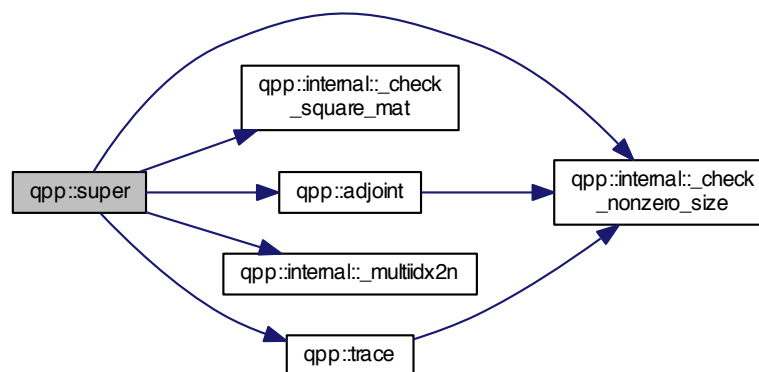 qpp::internal::_check
_square_mat
qpp::internal::_check
_nonzero_size
qpp::super
qpp::adjoint
qpp::internal::_multiidx2n
qpp::trace